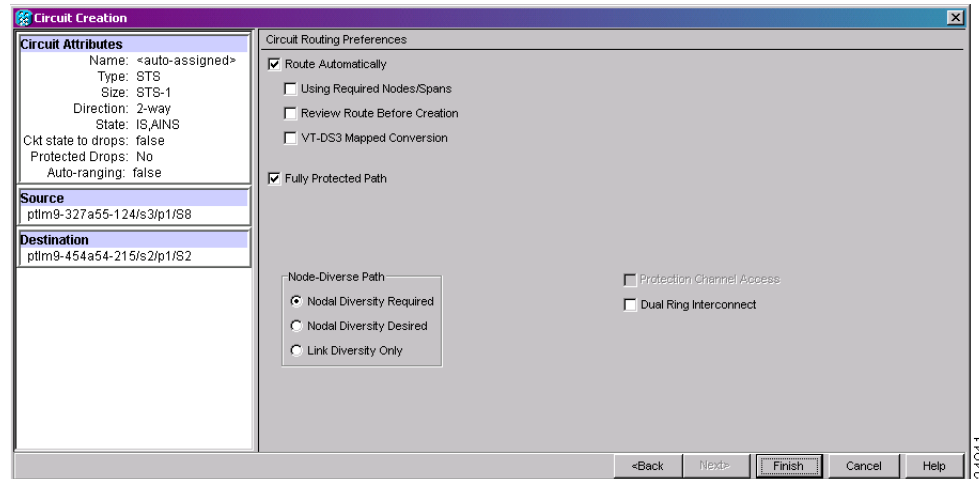 Circuit Creation
Circuit Attributes
Name: <auto-assigned>
Type: STS
Size: STS-1
Direction: 2-way
State: IS,AINS
Ckt state to drops: false
Protected Drops: No
Auto-ranging: false
Source
ptlm9-327a55-124/s3/p1/S8
Destination
ptlm9-454a54-215/s2/p1/S2
Circuit Routing Preferences
Route Automatically
Using Required Nodes/Spans
Review Route Before Creation
VT-DS3 Mapped Conversion
Fully Protected Path
Node-Diverse Path
Nodal Diversity Required
Nodal Diversity Desired
Link Diversity Only
Protection Channel Access
Dual Ring Interconnect
<Back
Next>
Finish
Cancel
Help